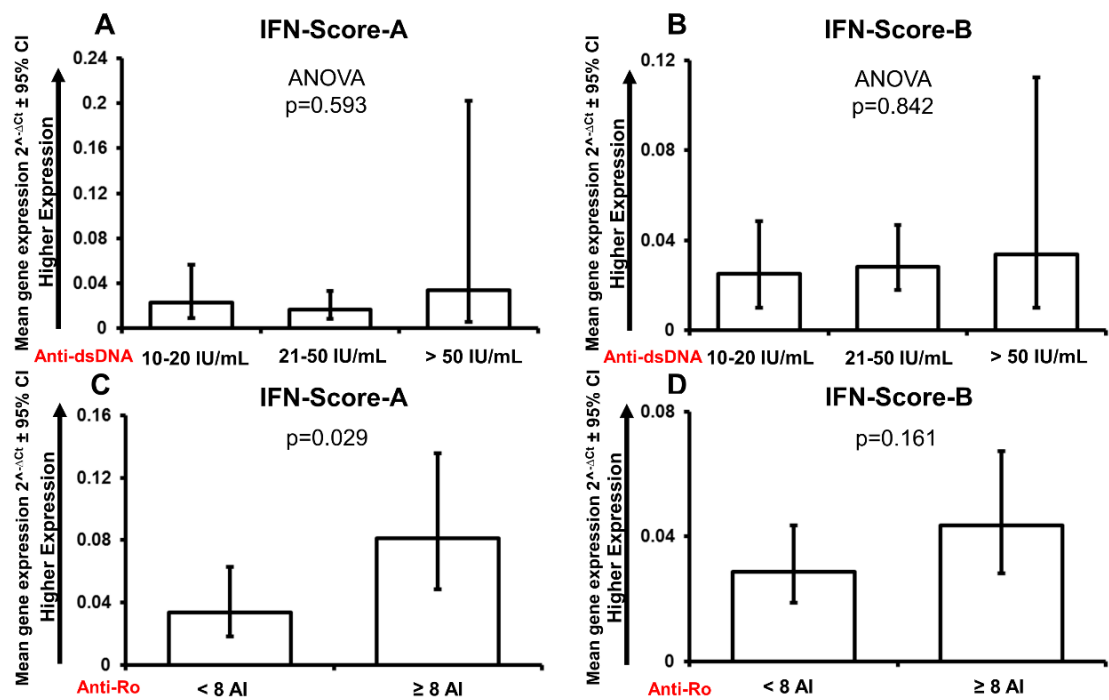 A
IFN-Score-A
Mean gene expression 2^-ΔCt ± 95% CI
Higher Expression
ANOVA
p=0.593
0.24
0.2
0.16
0.12
0.08
0.04
0
Anti-dsDNA 10-20 IU/mL 21-50 IU/mL > 50 IU/mL
B
IFN-Score-B
Mean gene expression 2^-ΔCt ± 95% CI
Higher Expression
ANOVA
p=0.842
0.12
0.08
0.04
0
Anti-dsDNA 10-20 IU/mL 21-50 IU/mL > 50 IU/mL
C
IFN-Score-A
Mean gene expression 2^-ΔCt ± 95% CI
Higher Expression
p=0.029
0.16
0.12
0.08
0.04
0
Anti-Ro < 8 AI ≥ 8 AI
D
IFN-Score-B
Mean gene expression 2^-ΔCt ± 95% CI
Higher Expression
p=0.161
0.08
0.04
0.00
Anti-Ro < 8 AI ≥ 8 AI